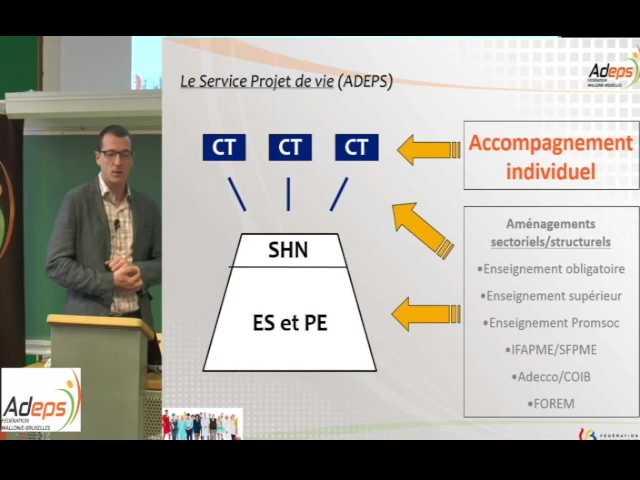 Le Service Projet de vie (ADEPS)
Adeps
FÉDÉRATION
WALLONIE-BRUXELLES
CT CT CT
Accompagnement
individuel
SHN
ES et PE
Aménagements
sectoriels/structurels
•Enseignement obligatoire
•Enseignement supérieur
•Enseignement Promsoc
•IFAPME/SFPME
•Adecco/COIB
•FOREM
Adeps
FÉDÉRATION
WALLONIE-BRUXELLES
FÉDÉRATION